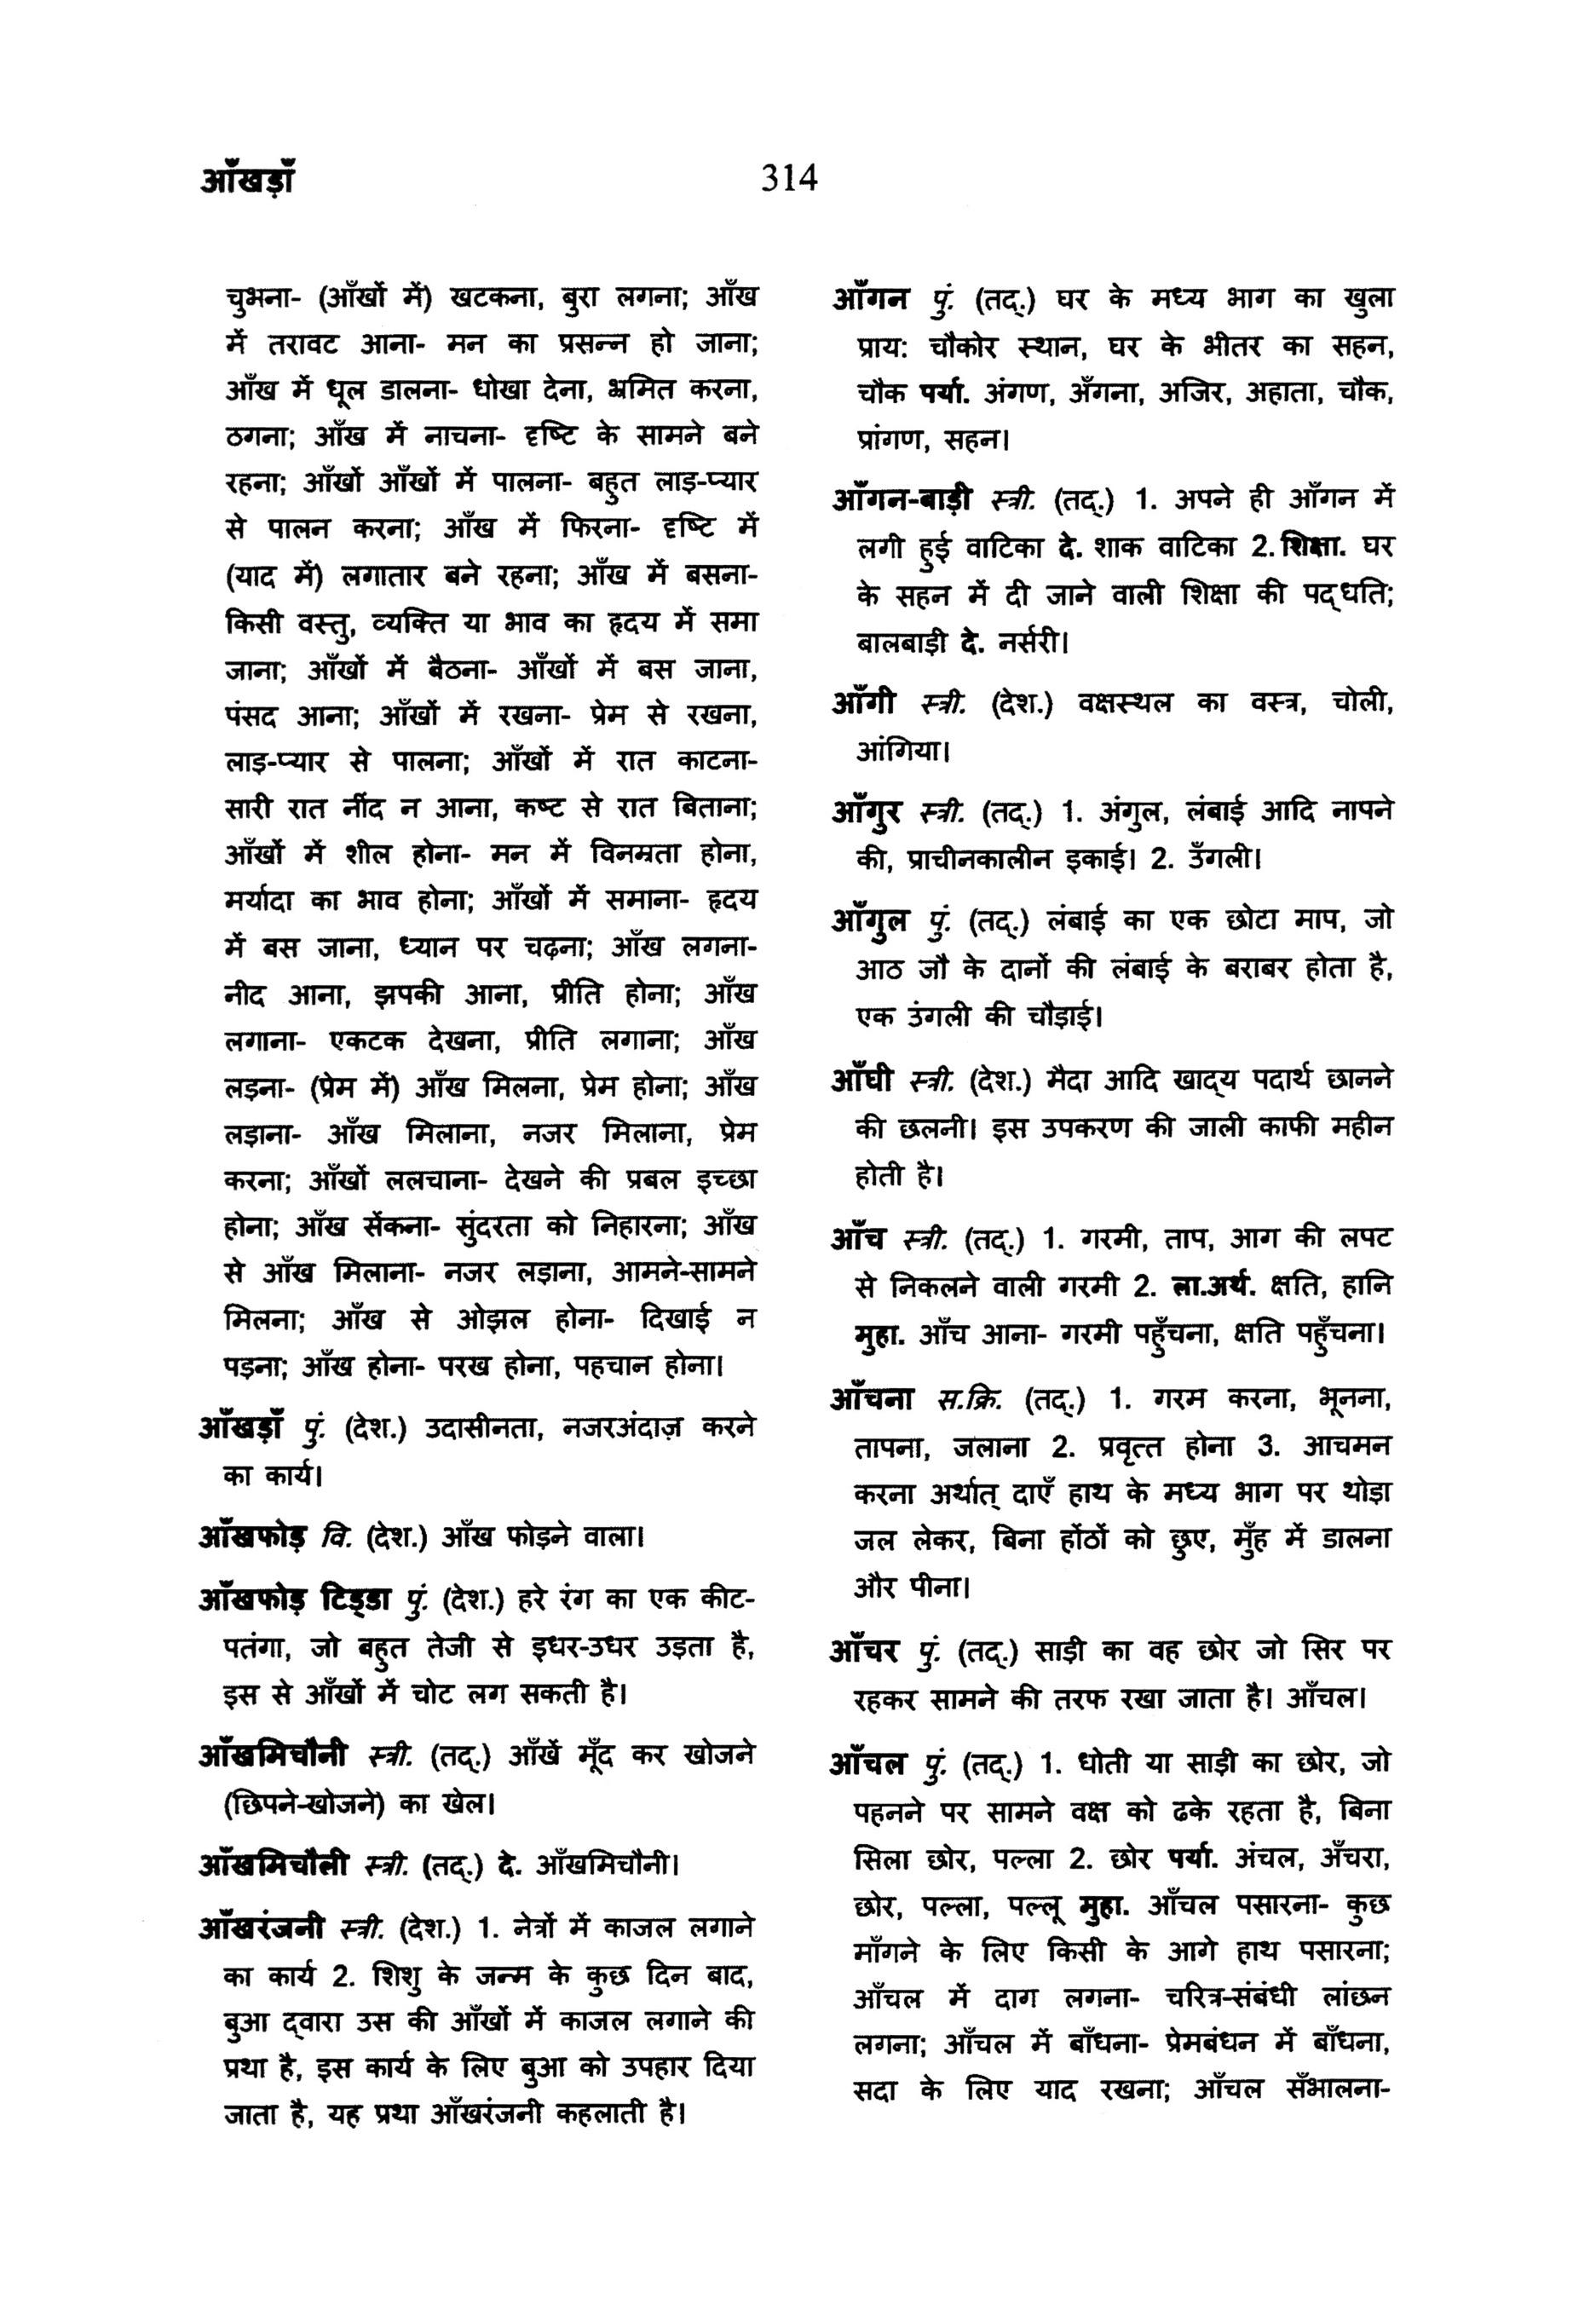 आँखड़ाँ
314
चुभना- (आँखों में) खटकना, बुरा लगना; आँख
में तरावट आना- मन का प्रसन्न हो जाना;
आँख में धूल डालना- धोखा देना, भ्रमित करना,
ठगना; आँख में नाचना- दृष्टि के सामने बने
रहना; आँखों आँखों में पालना- बहुत लाइ-प्यार
से पालन करना; आँख में फिरना- दृष्टि में
(याद में) लगातार बने रहना; आँख में बसना-
किसी वस्तु, व्यक्ति या भाव का हृदय में समा
जाना; आँखों में बैठना- आँखों में बस जाना,
पंसद आना; आँखों में रखना- प्रेम से रखना,
लाइ-प्यार से पालना; आँखों में रात काटना-
सारी रात नींद न आना, कष्ट से रात बिताना;
आँखों में शील होना- मन में विनम्रता होना,
मर्यादा का भाव होना; आँखों में समाना- हृदय
में बस जाना, ध्यान पर चढ़ना; आँख लगना-
नीद आना, झपकी आना, प्रीति होना; आँख
लगाना- एकटक देखना, प्रीति लगाना; आँख
लड़ना- (प्रेम में) आँख मिलना, प्रेम होना; आँख
लड़ाना- आँख मिलाना, नजर मिलाना, प्रेम
करना; आँखों ललचाना- देखने की प्रबल इच्छा
होना; आँख सेंकना- सुंदरता को निहारना; आँख
से आँख मिलाना- नजर लड़ाना, आमने-सामने
मिलना; आँख से ओझल होना- दिखाई न
पड़ना; आँख होना- परख होना, पहचान होना।
आँखड़ाँ पुं. (देश.) उदासीनता, नजरअंदाज़ करने
का कार्य।
आँखफोड़ वि. (देश.) आँख फोड़ने वाला।
आँखफोड़ टिड्डा पुं. (देश.) हरे रंग का एक कीट-
पतंगा, जो बहुत तेजी से इधर-उधर उड़ता है,
इस से आँखों में चोट लग सकती है।
आँखमिचौनी स्त्री. (तद्.) आँखें मूँद कर खोजने
(छिपने-खोजने) का खेल।
आँखमिचौली स्त्री. (तद्.) दे. आँखमिचौनी।
आँखरंजनी स्त्री. (देश.) 1. नेत्रों में काजल लगाने
का कार्य 2. शिशु के जन्म के कुछ दिन बाद,
बुआ द्वारा उस की आँखों में काजल लगाने की
प्रथा है, इस कार्य के लिए बुआ को उपहार दिया
जाता है, यह प्रथा आँखरंजनी कहलाती है।
आँगन पुं. (तद्.) घर के मध्य भाग का खुला
प्राय: चौकोर स्थान, घर के भीतर का सहन,
चौक पर्या. अंगण, अँगना, अजिर, अहाता, चौक,
प्रांगण, सहन।
आँगन-बाड़ी स्त्री. (तद्.) 1. अपने ही आँगन में
लगी हुई वाटिका दे. शाक वाटिका 2. शिक्षा. घर
के सहन में दी जाने वाली शिक्षा की पद्धति;
बालबाड़ी दे. नर्सरी।
आँगी स्त्री. (देश.) वक्षस्थल का वस्त्र, चोली,
आंगिया।
आँगुर स्त्री. (तद्.) 1. अंगुल, लंबाई आदि नापने
की, प्राचीनकालीन इकाई। 2. उँगली।
आँगुल पुं. (तद्.) लंबाई का एक छोटा माप, जो
आठ जौ के दानों की लंबाई के बराबर होता है,
एक उंगली की चौड़ाई।
आँघी स्त्री. (देश.) मैदा आदि खाद्य पदार्थ छानने
की छलनी। इस उपकरण की जाली काफी महीन
होती है।
आँच स्त्री. (तद्.) 1. गरमी, ताप, आग की लपट
से निकलने वाली गरमी 2. ला.अर्थ. क्षति, हानि
मुहा. आँच आना- गरमी पहुँचना, क्षति पहुँचना।
आँचना स.क्रि. (तद्.) 1. गरम करना, भूनना,
तापना, जलाना 2. प्रवृत्त होना 3. आचमन
करना अर्थात् दाएँ हाथ के मध्य भाग पर थोड़ा
जल लेकर, बिना होंठों को छुए, मुँह में डालना
और पीना।
आँचर पुं. (तद्.) साड़ी का वह छोर जो सिर पर
रहकर सामने की तरफ रखा जाता है। आँचल।
आँचल पुं. (तद्.) 1. धोती या साड़ी का छोर, जो
पहनने पर सामने वक्ष को ढके रहता है, बिना
सिला छोर, पल्ला 2. छोर पर्या. अंचल, अँचरा,
छोर, पल्ला, पल्लू मुहा. आँचल पसारना- कुछ
माँगने के लिए किसी के आगे हाथ पसारना;
आँचल में दाग लगना- चरित्र-संबंधी लांछन
लगना; आँचल में बाँधना- प्रेमबंधन में बाँधना,
सदा के लिए याद रखना; आँचल सँभालना-